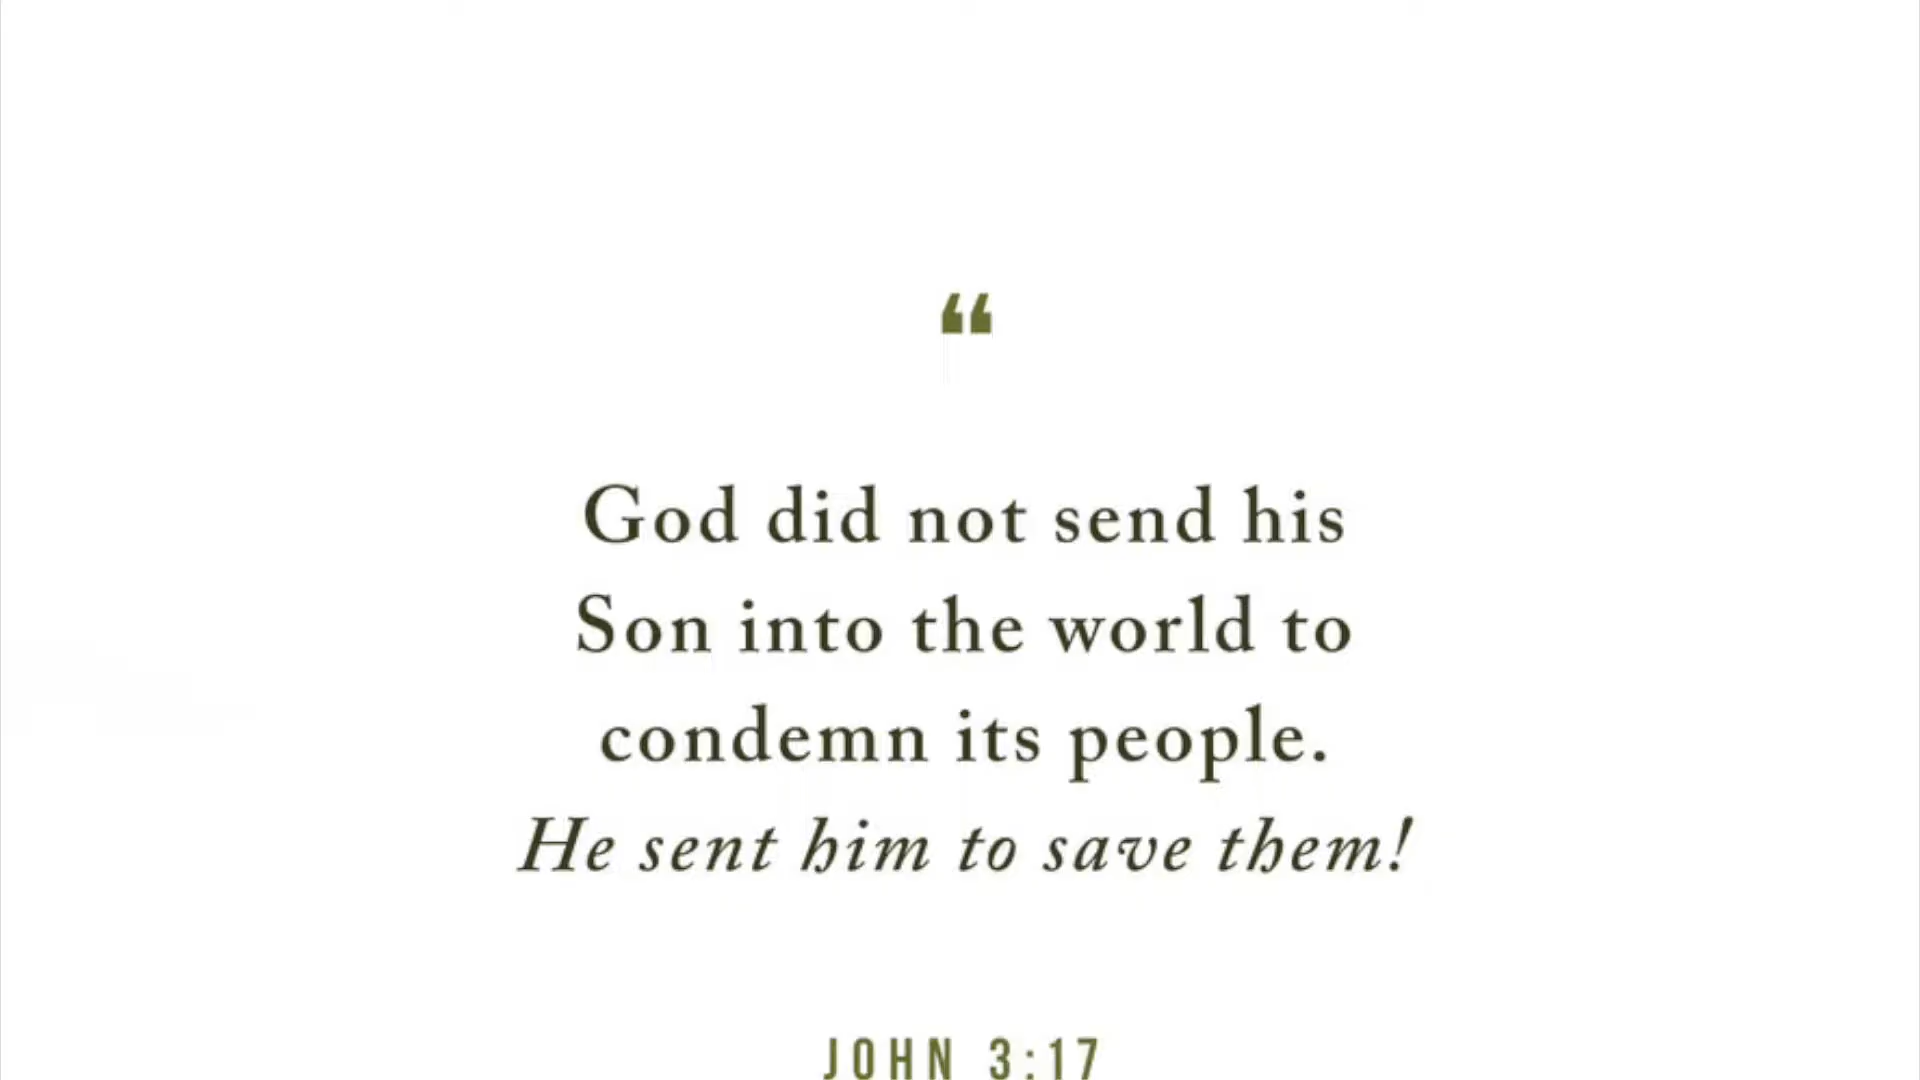 ❝
God did not send his
Son into the world to
condemn its people.
He sent him to save them!
JOHN 3:17